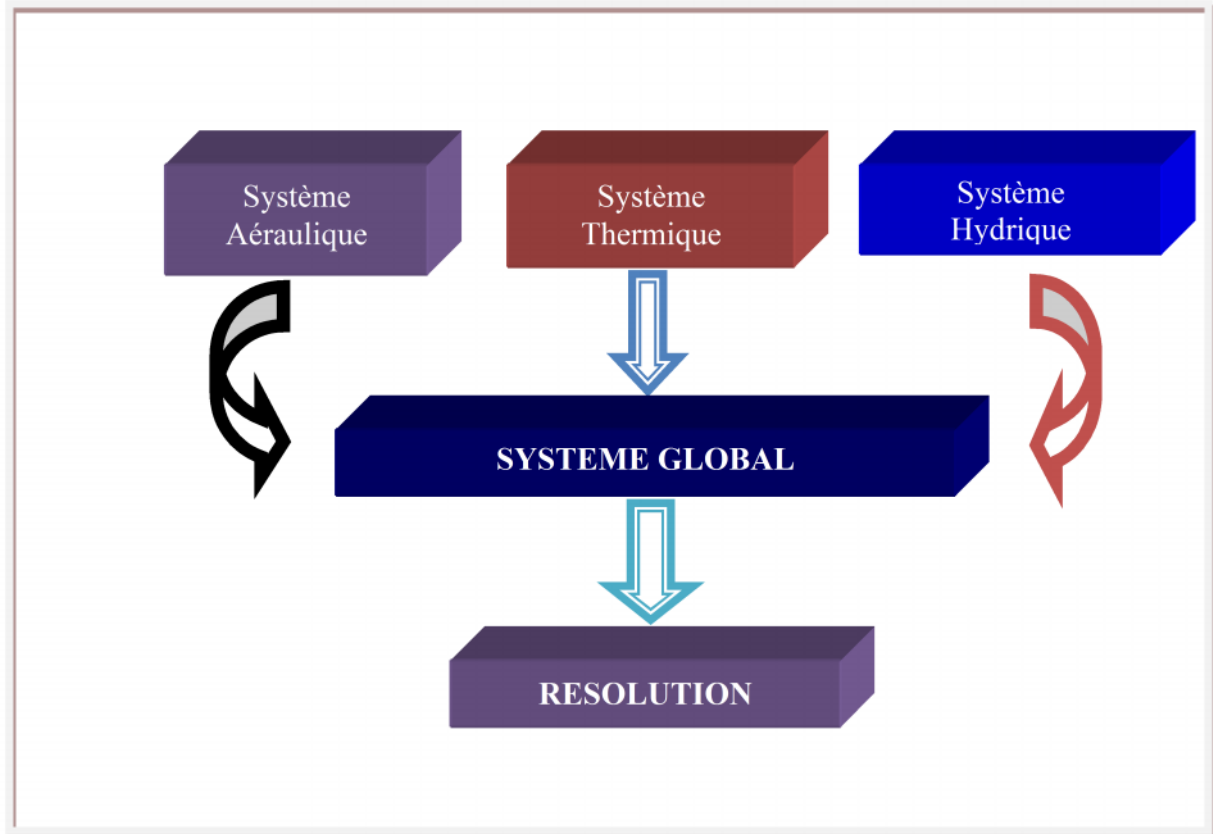 Système
Aéraulique
Système
Thermique
Système
Hydrique
SYSTEME GLOBAL
RESOLUTION